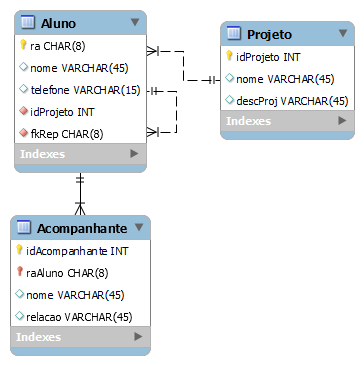 Aluno
ra CHAR(8)
nome VARCHAR(45)
telefone VARCHAR(15)
idProjeto INT
fkRep CHAR(8)
Indexes
Projeto
idProjeto INT
nome VARCHAR(45)
descProj VARCHAR(45)
Indexes
Acompanhante
idAcompanhante INT
raAluno CHAR(8)
nome VARCHAR(45)
relacao VARCHAR(45)
Indexes